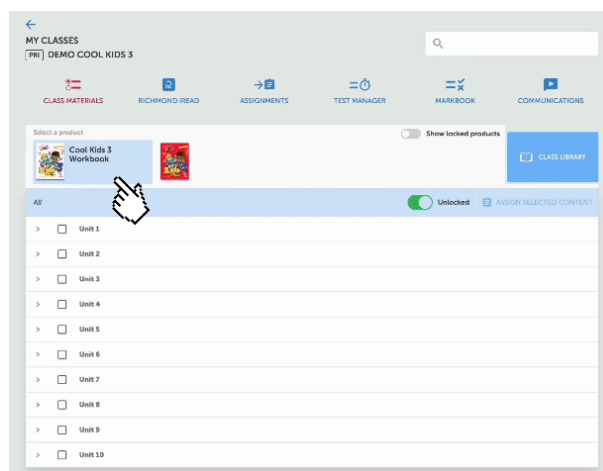 MY CLASSES
PRI DEMO COOL KIDS 3
CLASS MATERIALS
RICHMOND IREAD
ASSIGNMENTS
TEST MANAGER
MARKBOOK
COMMUNICATIONS
Select a product
Show locked products
Cool Kids 3
Workbook
CLASS LIBRARY
All
Unlocked
ASSIGN SELECTED CONTENT
Unit 1
Unit 2
Unit 3
Unit 4
Unit 5
Unit 6
Unit 7
Unit 8
Unit 9
Unit 10